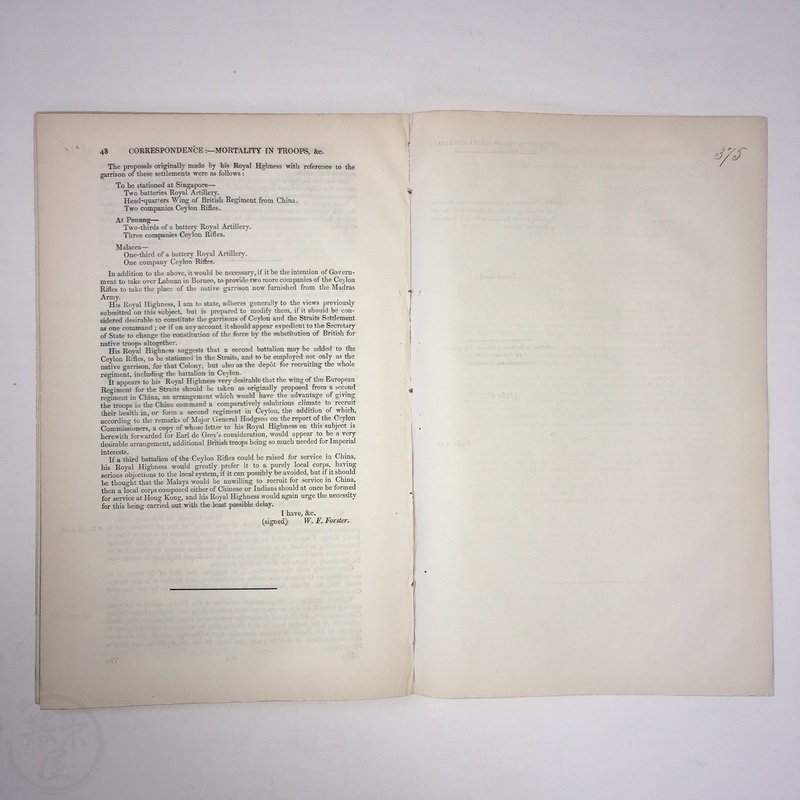 48 CORRESPONDENCE:—MORTALITY IN TROOPS, &c.
The proposals originally made by his Royal Highness with reference to the
garrison of these settlements were as follows:
To be stationed at Singapore—
Two batteries Royal Artillery.
Head-quarters Wing of British Regiment from China.
Two companies Ceylon Rifles.
At Penang—
Two-thirds of a battery Royal Artillery.
Three companies Ceylon Rifles.
Malacca—
One-third of a battery Royal Artillery.
One company Ceylon Rifles.
In addition to the above, it would be necessary, if it be the intention of Govern-
ment to take over Labuan in Borneo, to provide two more companies of the Ceylon
Rifles to take the place of the native garrison now furnished from the Madras
Army.
His Royal Highness, I am to state, adheres generally to the views previously
submitted on this subject, but is prepared to modify them, if it should be con-
sidered desirable to constitute the garrisons of Ceylon and the Straits Settlement
as one command; or if on any account it should appear expedient to the Secretary
of State to change the constitution of the force by the substitution of British for
native troops altogether.
His Royal Highness suggests that a second battalion may be added to the
Ceylon Rifles, to be stationed in the Straits, and to be employed not only as the
native garrison, for that Colony, but also as the depôt for recruiting the whole
regiment, including the battalion in Ceylon.
It appears to his Royal Highness very desirable that the wing of the European
Regiment for the Straits should be taken as originally proposed from a second
regiment in China, an arrangement which would have the advantage of giving
the troops in the China command a comparatively salubrious climate to recruit
their health in, or form a second regiment in Ceylon, the addition of which,
according to the remarks of Major General Hodgson on the report of the Ceylon
Commissioners, a copy of whose letter to his Royal Highness on this subject is
herewith forwarded for Earl de Grey's consideration, would appear to be a very
desirable arrangement, additional British troops being so much needed for Imperial
interests.
If a third battalion of the Ceylon Rifles could be raised for service in China,
his Royal Highness would greatly prefer it to a purely local corps, having
serious objections to the local system, if it can possibly be avoided, but if it should
be thought that the Malays would be unwilling to recruit for service in China,
then a local corps composed either of Chinese or Indians should at once be formed
for service at Hong Kong, and his Royal Highness would again urge the necessity
for this being carried out with the least possible delay.
I have, &c.
(signed) W. E. Forster.
375